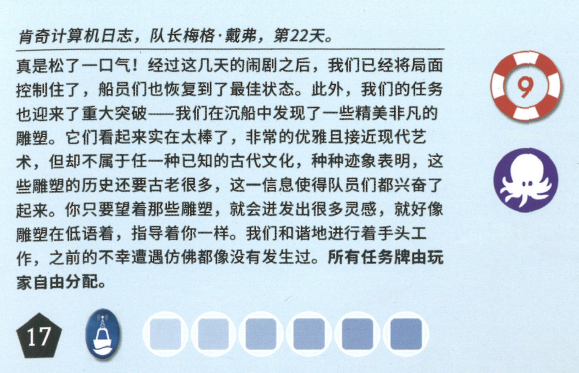 肯奇计算机日志，队长梅格·戴弗，第22天。
真是松了一口气！经过这几天的闹剧之后，我们已经将局面
控制住了，船员们也恢复到了最佳状态。此外，我们的任务
也迎来了重大突破——我们在沉船中发现了一些精美非凡的
雕塑。它们看起来实在太棒了，非常的优雅且接近现代艺
术，但却不属于任一种已知的古代文化，种种迹象表明，这
些雕塑的历史还要古老很多，这一信息使得队员们都兴奋了
起来。你只要望着那些雕塑，就会迸发出很多灵感，就好像
雕塑在低语着，指导着你一样。我们和谐地进行着手头工
作，之前的不幸遭遇仿佛都像没有发生过。所有任务牌由玩
家自由分配。
9
17